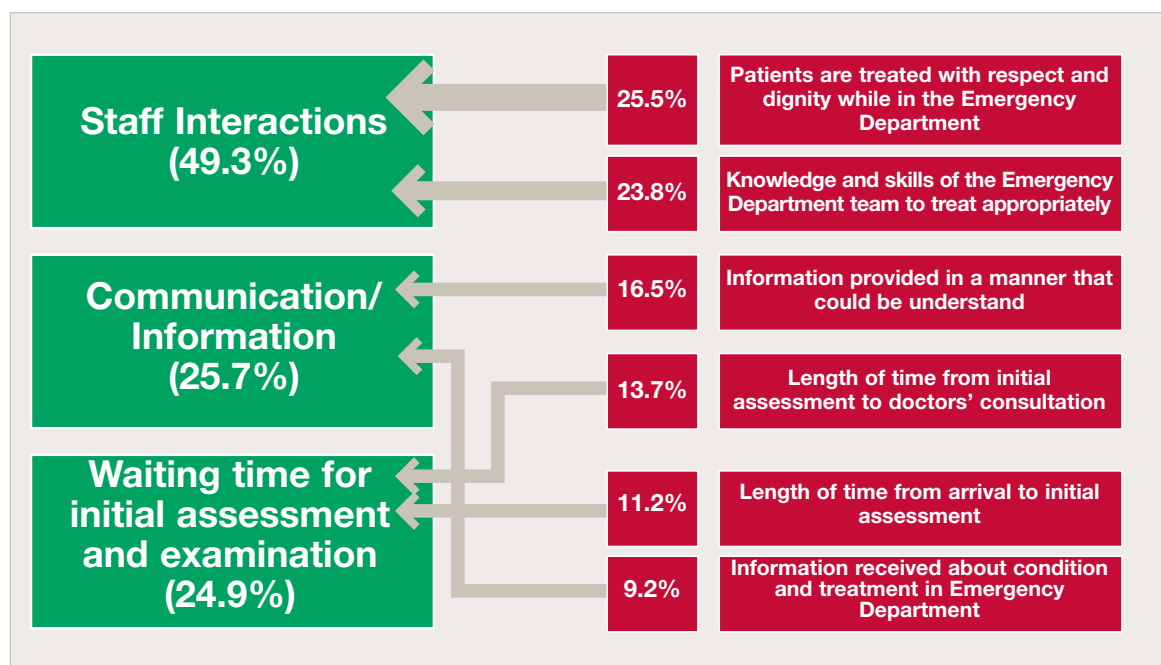 Staff Interactions
(49.3%)
25.5%
Patients are treated with respect and
dignity while in the Emergency
Department
23.8%
Knowledge and skills of the Emergency
Department team to treat appropriately
Communication/
Information
(25.7%)
16.5%
Information provided in a manner that
could be understand
13.7%
Length of time from initial
assessment to doctors’ consultation
Waiting time for
initial assessment
and examination
(24.9%)
11.2%
Length of time from arrival to initial
assessment
9.2%
Information received about condition
and treatment in Emergency
Department